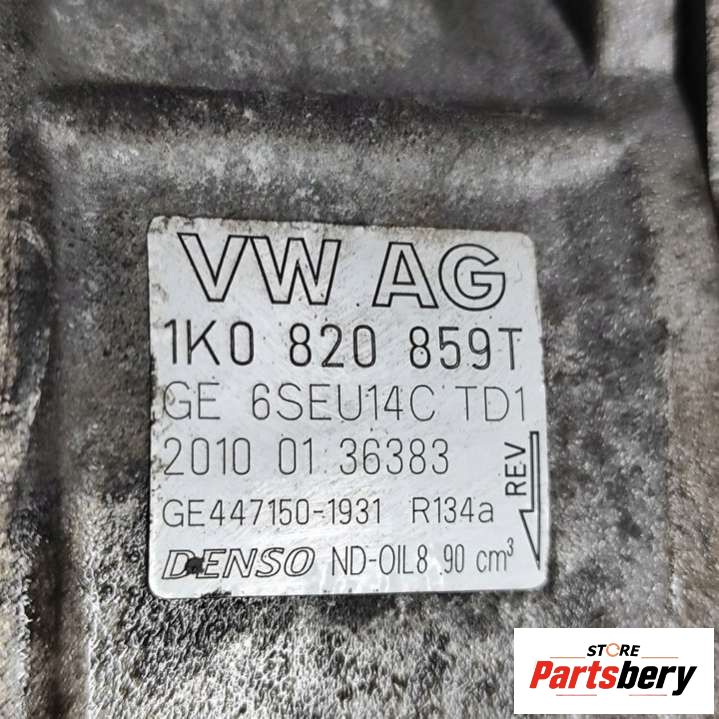 VW AG
1K0 820 859T
GE 6SEU14C TD1
2010 01 36383
REV
GE447150-1931 R134a
DENSO ND-OIL8 90 cm³
STORE
Partsbery